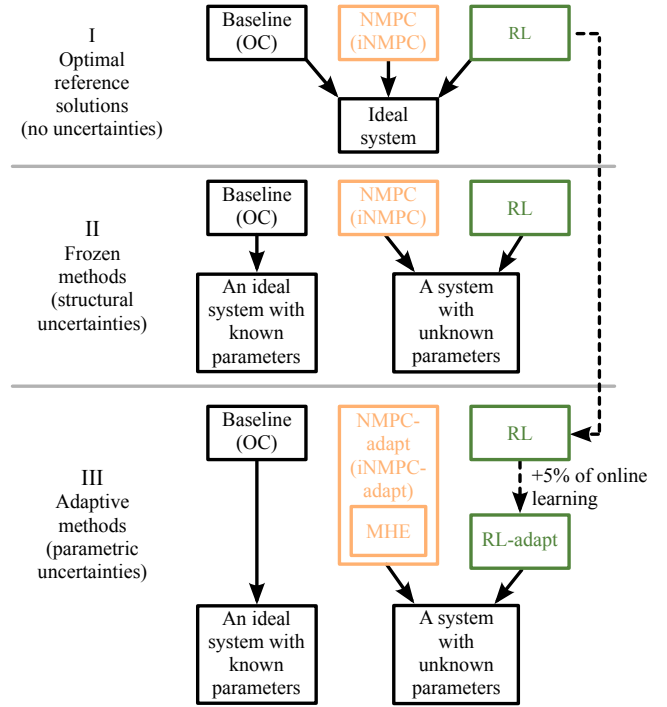 I
Optimal
reference
solutions
(no uncertainties)
Baseline
(OC)
NMPC
(iNMPC)
RL
Ideal
system
II
Frozen
methods
(structural
uncertainties)
Baseline
(OC)
NMPC
(iNMPC)
RL
An ideal
system with
known
parameters
A system
with
unknown
parameters
III
Adaptive
methods
(parametric
uncertainties)
Baseline
(OC)
NMPC-
adapt
(iNMPC-
adapt)
MHE
RL
+5% of online
learning
RL-adapt
An ideal
system with
known
parameters
A system
with
unknown
parameters